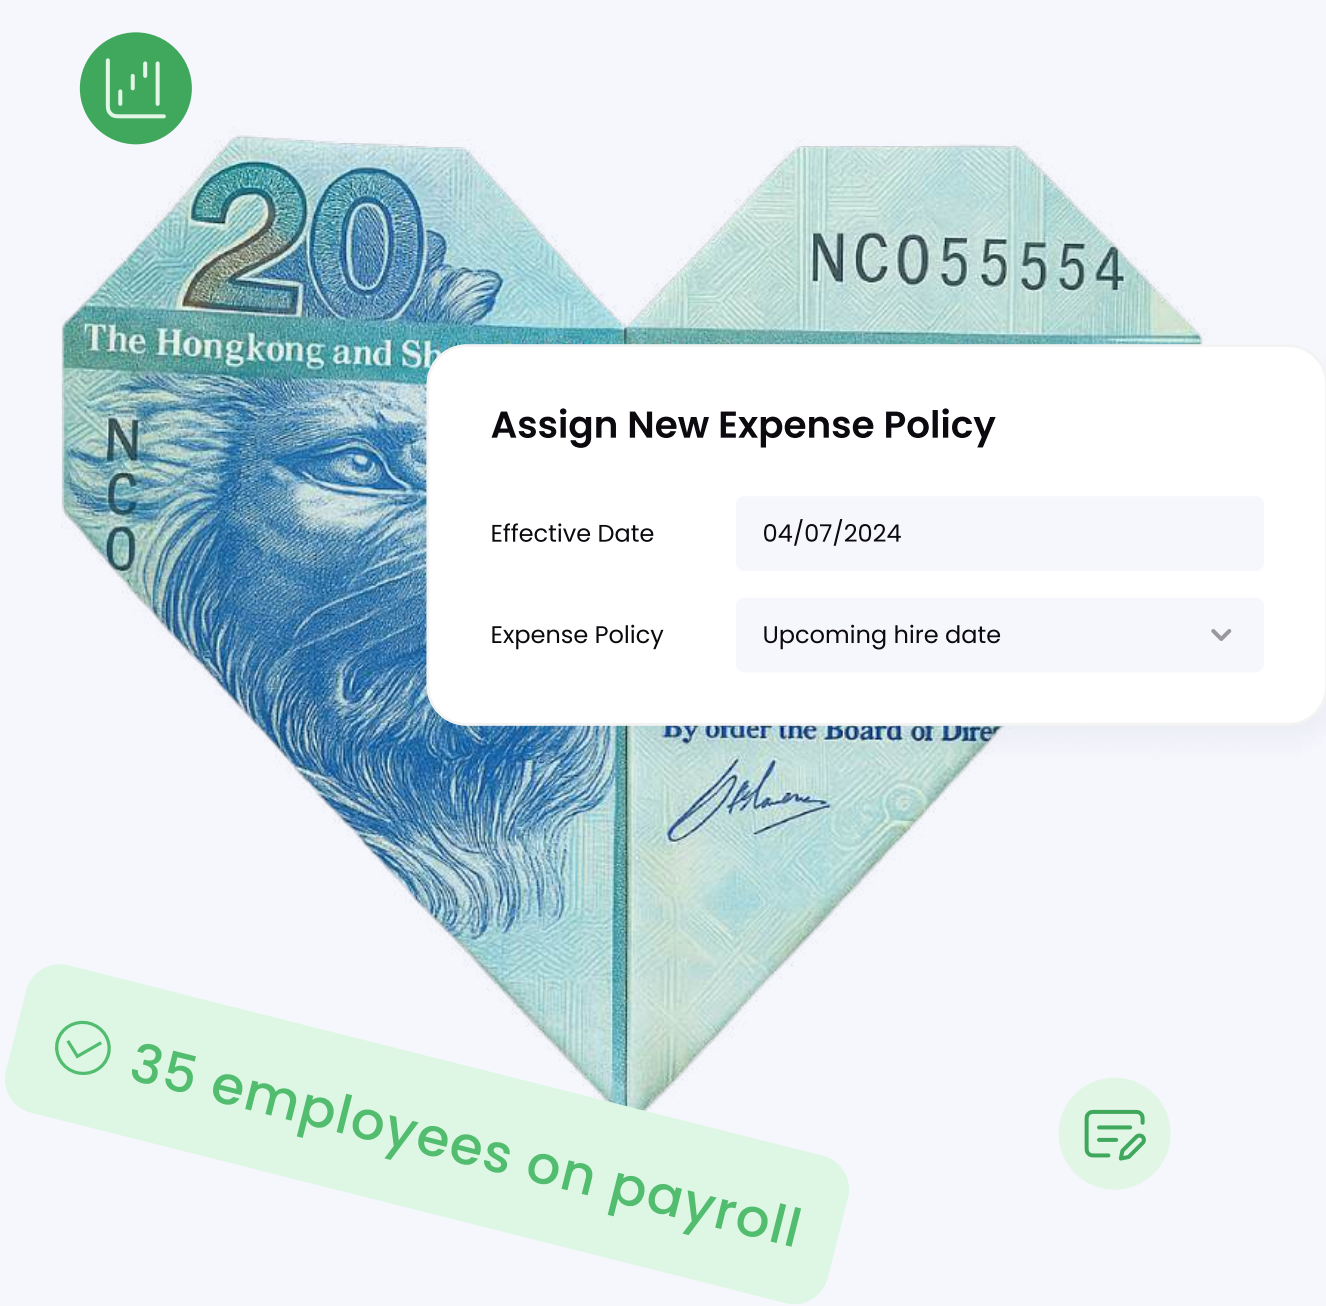 20
NC055554
The Hongkong and Sh
N
C
0
Assign New Expense Policy
Effective Date
04/07/2024
Expense Policy
Upcoming hire date
By order the Board of Dire
35 employees on payroll